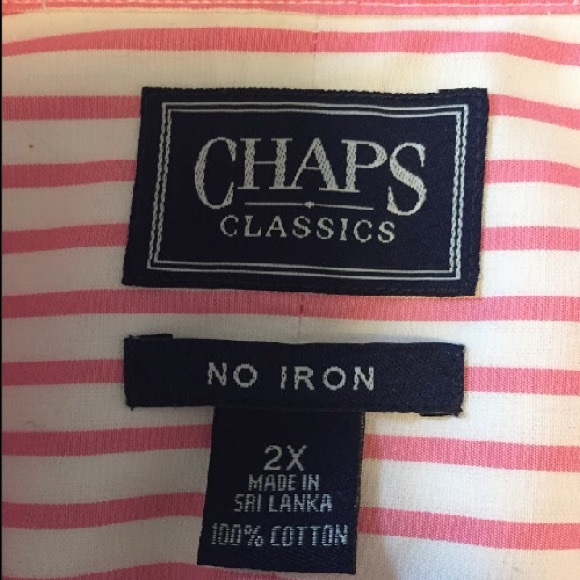 CHAPS
CLASSICS
NO IRON
2X
MADE IN
SRI LANKA
100% COTTON